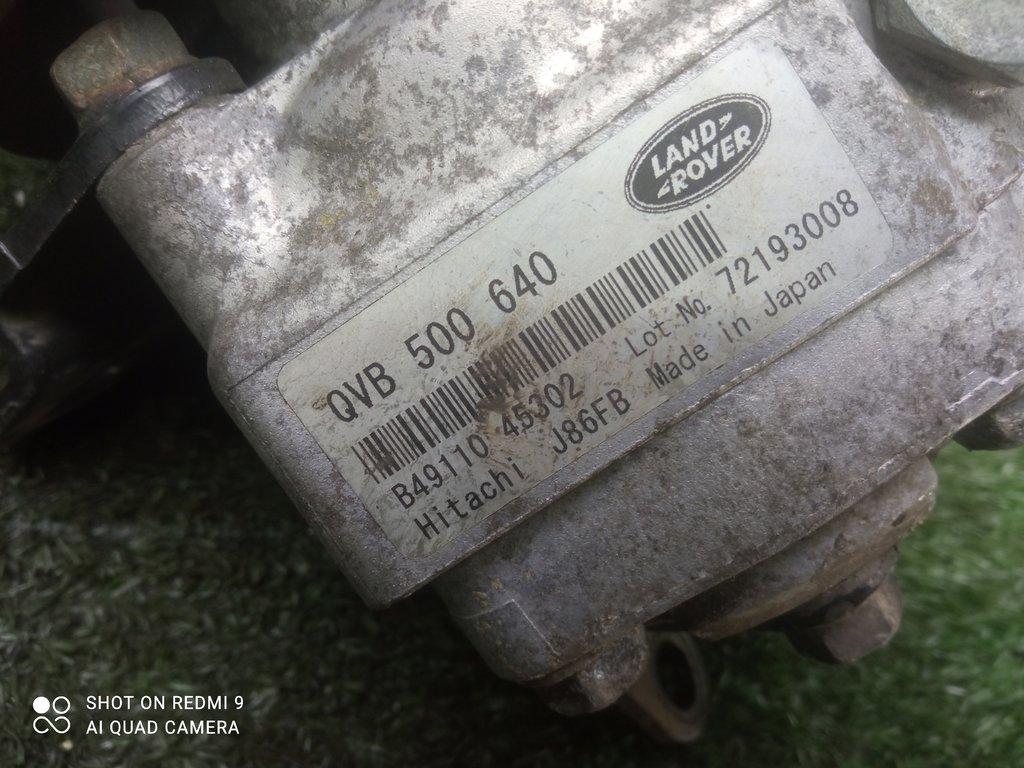 LAND
ROVER
QVB 500 640
B49110 45302
Lot No. 72193008
Hitachi J86FB
Made in Japan
SHOT ON REDMI 9
AI QUAD CAMERA